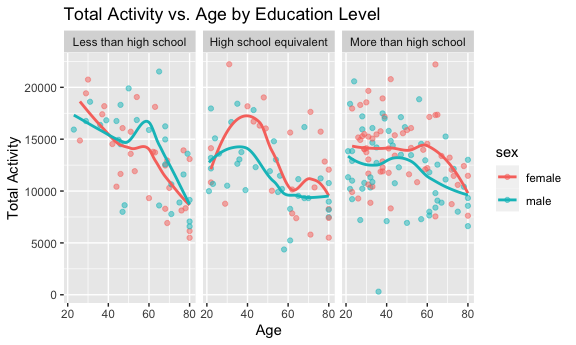 Total Activity vs. Age by Education Level
Less than high school
High school equivalent
More than high school
Total Activity
20000
15000
10000
5000
0
20 40 60 80
20 40 60 80
20 40 60 80
Age
sex
female
male